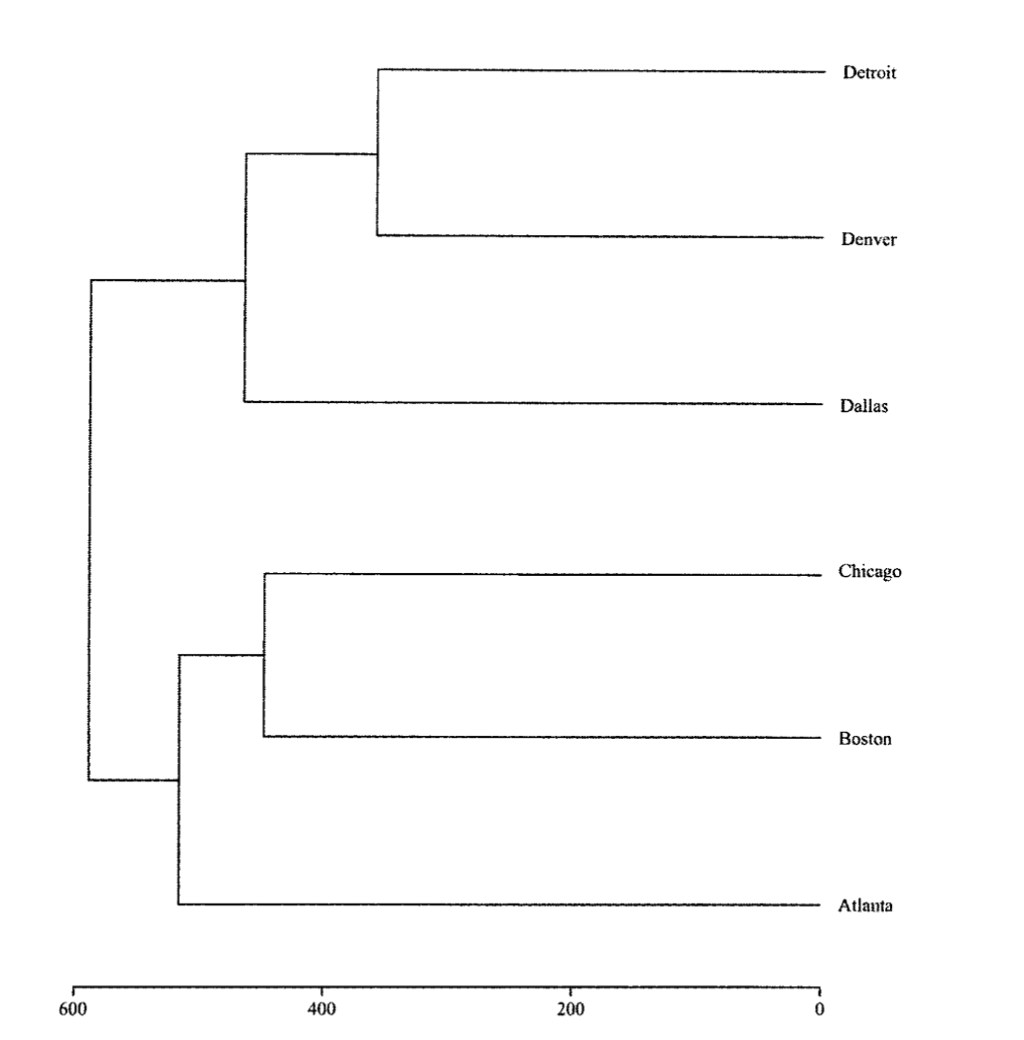 Detroit
Denver
Dallas
Chicago
Boston
Atlanta
600 400 200 0